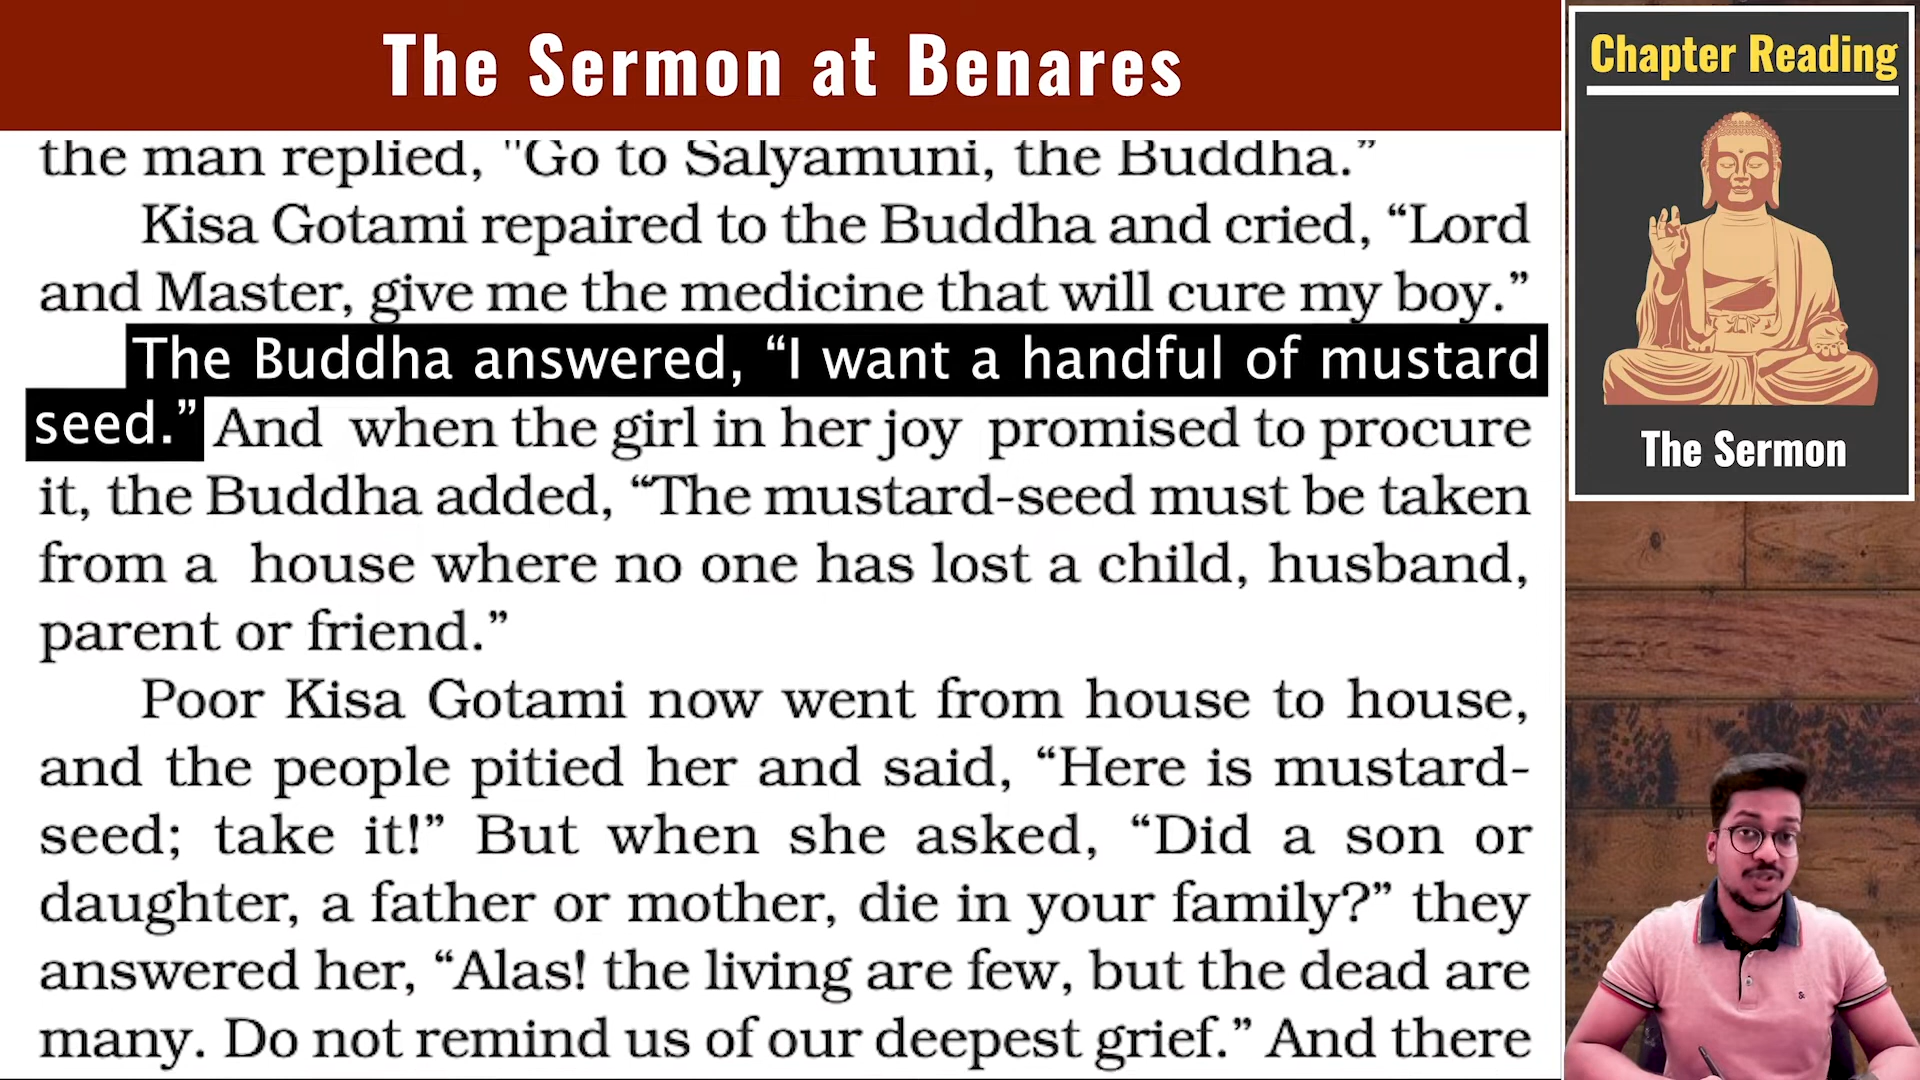 The Sermon at Benares
the man replied, "Go to Salyamuni, the Buddha.”
Kisa Gotami repaired to the Buddha and cried, “Lord
and Master, give me the medicine that will cure my boy.”
The Buddha answered, “I want a handful of mustard
seed.” And when the girl in her joy promised to procure
it, the Buddha added, “The mustard-seed must be taken
from a house where no one has lost a child, husband,
parent or friend.”
Poor Kisa Gotami now went from house to house,
and the people pitied her and said, “Here is mustard-
seed; take it!” But when she asked, “Did a son or
daughter, a father or mother, die in your family?” they
answered her, “Alas! the living are few, but the dead are
many. Do not remind us of our deepest grief.” And there
Chapter Reading
The Sermon